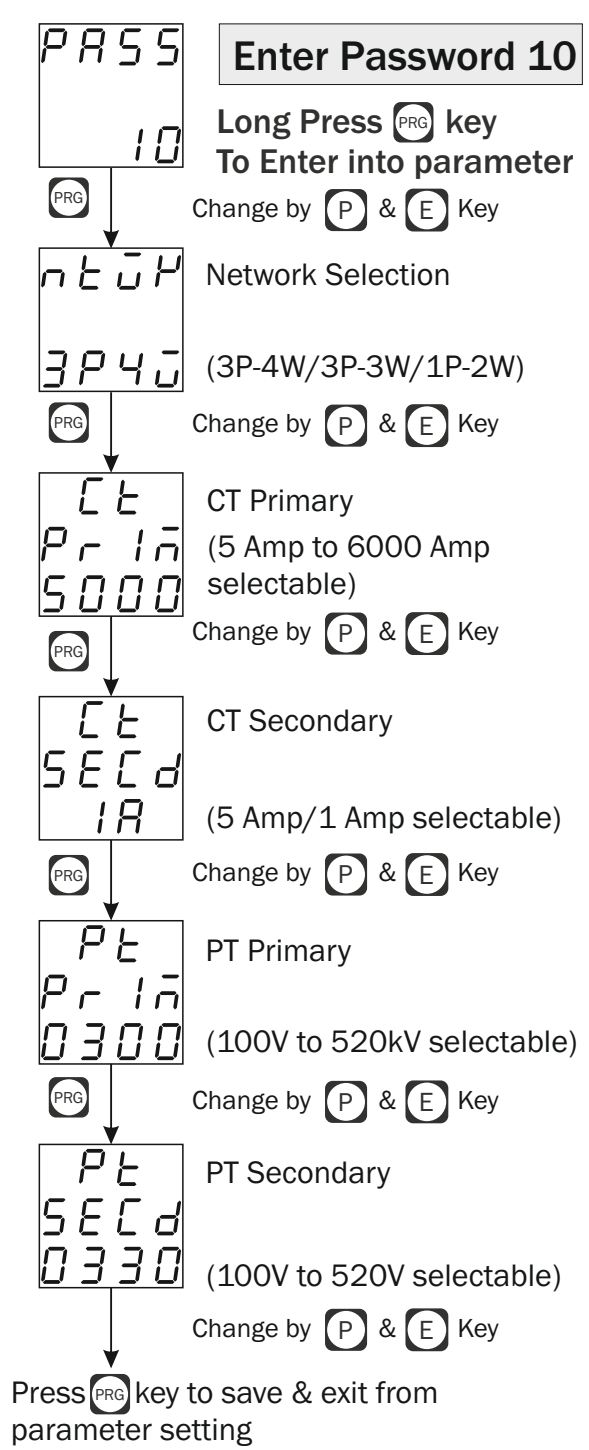 PASS
Enter Password 10
10
Long Press PRG key
To Enter into parameter
PRG
Change by P & E Key
ntwk
Network Selection
3P4w
(3P-4W/3P-3W/1P-2W)
PRG
Change by P & E Key
Ct
CT Primary
PrIm
(5 Amp to 6000 Amp
selectable)
5000
PRG
Change by P & E Key
Ct
CT Secondary
SECd
1A
(5 Amp/1 Amp selectable)
PRG
Change by P & E Key
Pt
PT Primary
PrIm
0300
(100V to 520kV selectable)
PRG
Change by P & E Key
Pt
PT Secondary
SECd
0330
(100V to 520V selectable)
Change by P & E Key
Press PRG key to save & exit from
parameter setting